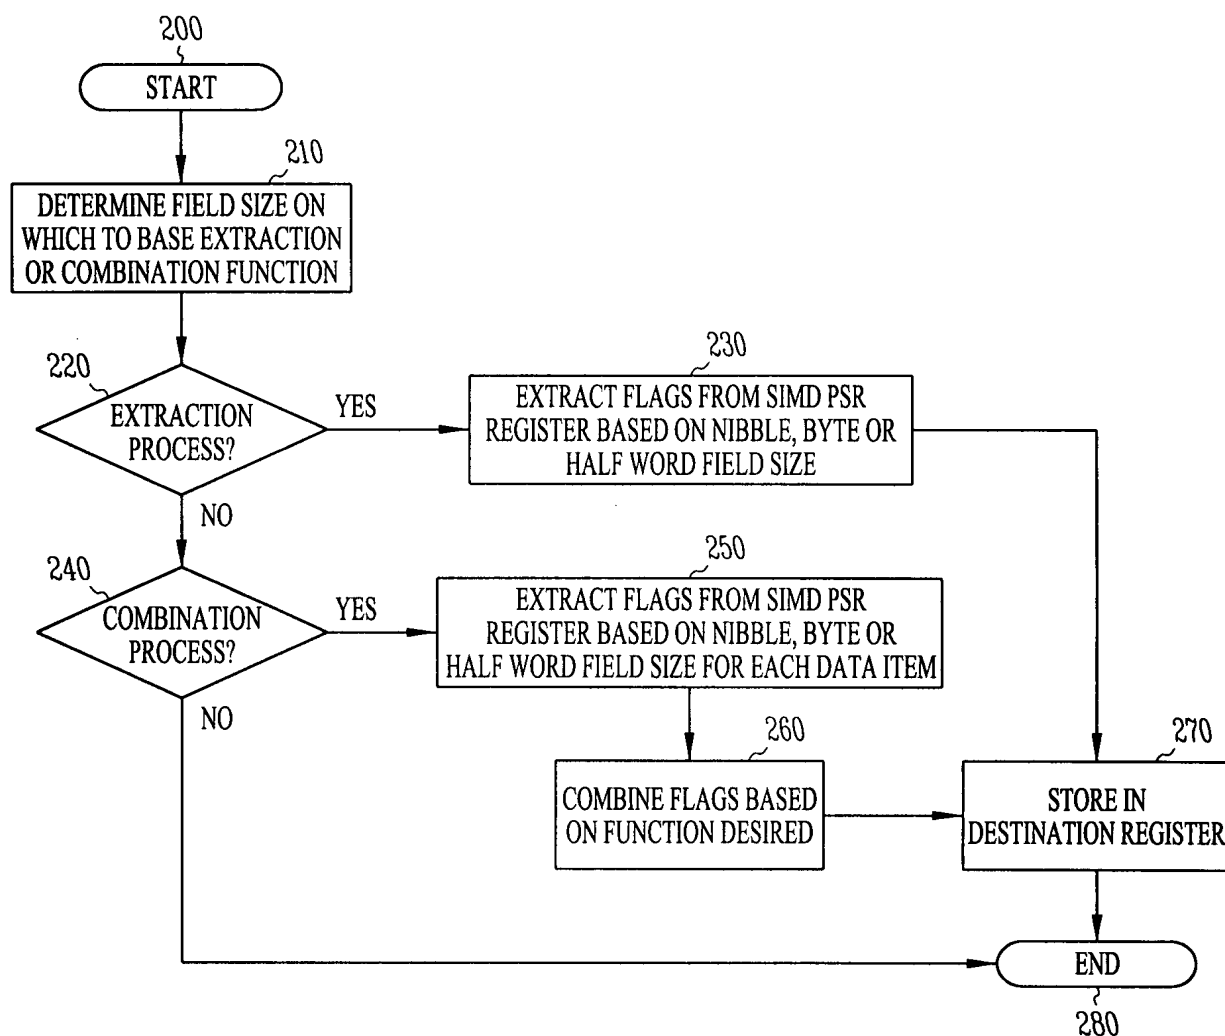 200
START
210
DETERMINE FIELD SIZE ON
WHICH TO BASE EXTRACTION
OR COMBINATION FUNCTION
220
EXTRACTION
PROCESS?
YES
NO
230
EXTRACT FLAGS FROM SIMD PSR
REGISTER BASED ON NIBBLE, BYTE OR
HALF WORD FIELD SIZE
240
COMBINATION
PROCESS?
YES
NO
250
EXTRACT FLAGS FROM SIMD PSR
REGISTER BASED ON NIBBLE, BYTE OR
HALF WORD FIELD SIZE FOR EACH DATA ITEM
260
COMBINE FLAGS BASED
ON FUNCTION DESIRED
270
STORE IN
DESTINATION REGISTER
END
280